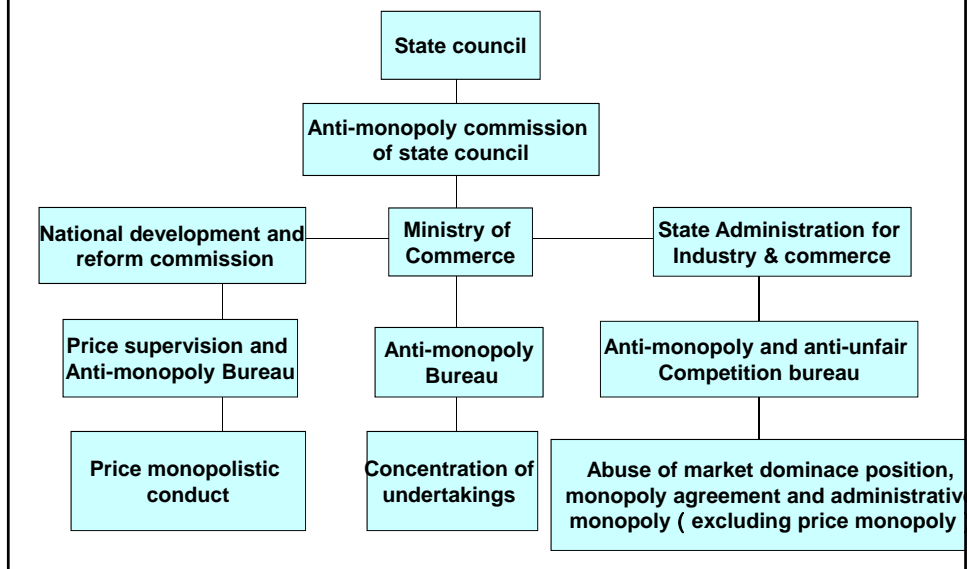 State council
Anti-monopoly commission
of state council
National development and
reform commission
Ministry of
Commerce
State Administration for
Industry & commerce
Price supervision and
Anti-monopoly Bureau
Anti-monopoly
Bureau
Anti-monopoly and anti-unfair
Competition bureau
Price monopolistic
conduct
Concentration of
undertakings
Abuse of market dominace position,
monopoly agreement and administrative
monopoly ( excluding price monopoly )